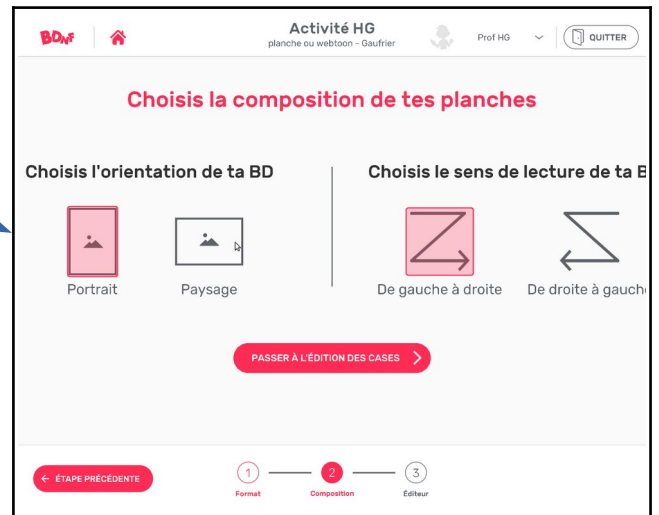 BDnF
Activité HG
planche ou webtoon - Gaufrier
Prof HG
QUITTER
Choisis la composition de tes planches
Choisis l'orientation de ta BD
Portrait
Paysage
Choisis le sens de lecture de ta B
De gauche à droite
De droite à gauch
PASSER À L'ÉDITION DES CASES
← ÉTAPE PRÉCÉDENTE
1
Format
2
Composition
3
Éditeur